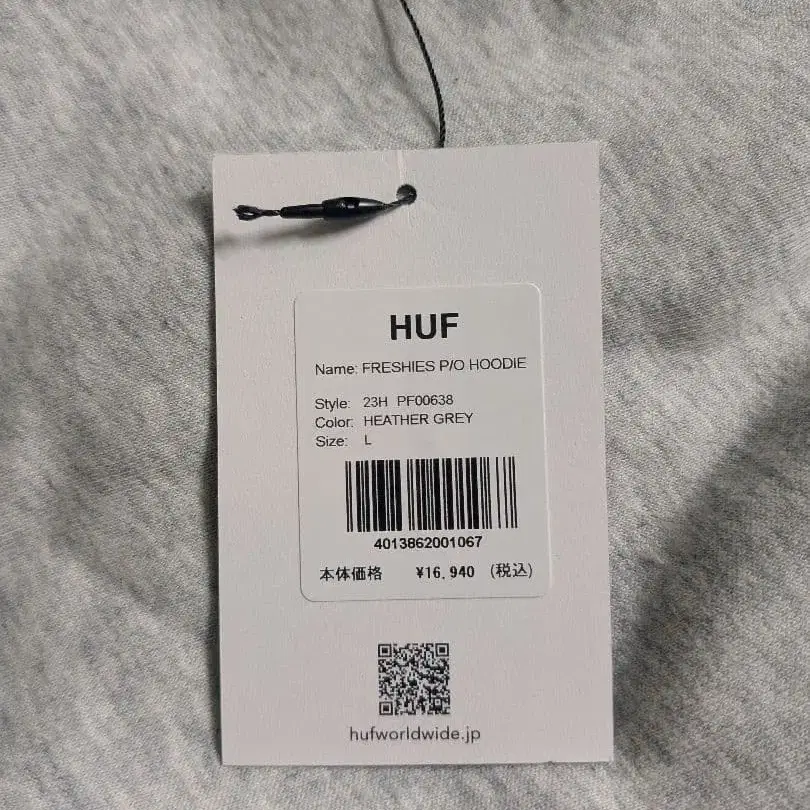 HUF
Name: FRESHIES P/O HOODIE
Style: 23H PF00638
Color: HEATHER GREY
Size: L
4013862001067
本体価格 ¥16,940 (税込)
hufworldwide.jp